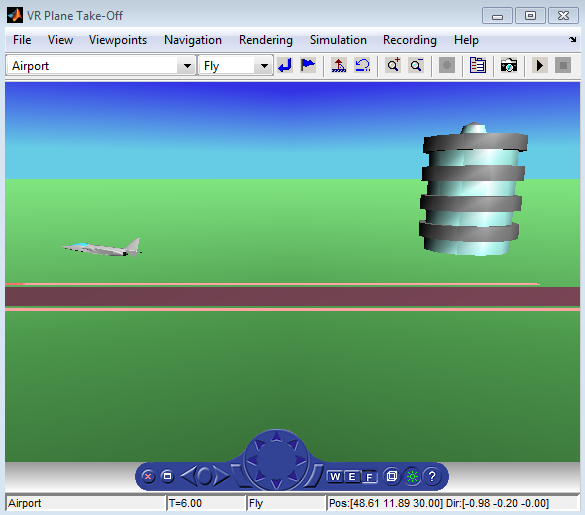 VR Plane Take-Off
File View Viewpoints Navigation Rendering Simulation Recording Help
Airport Fly
W E F ?
Airport T=6.00 Fly Pos:[48.61 11.89 30.00] Dir:[-0.98 -0.20 -0.00]